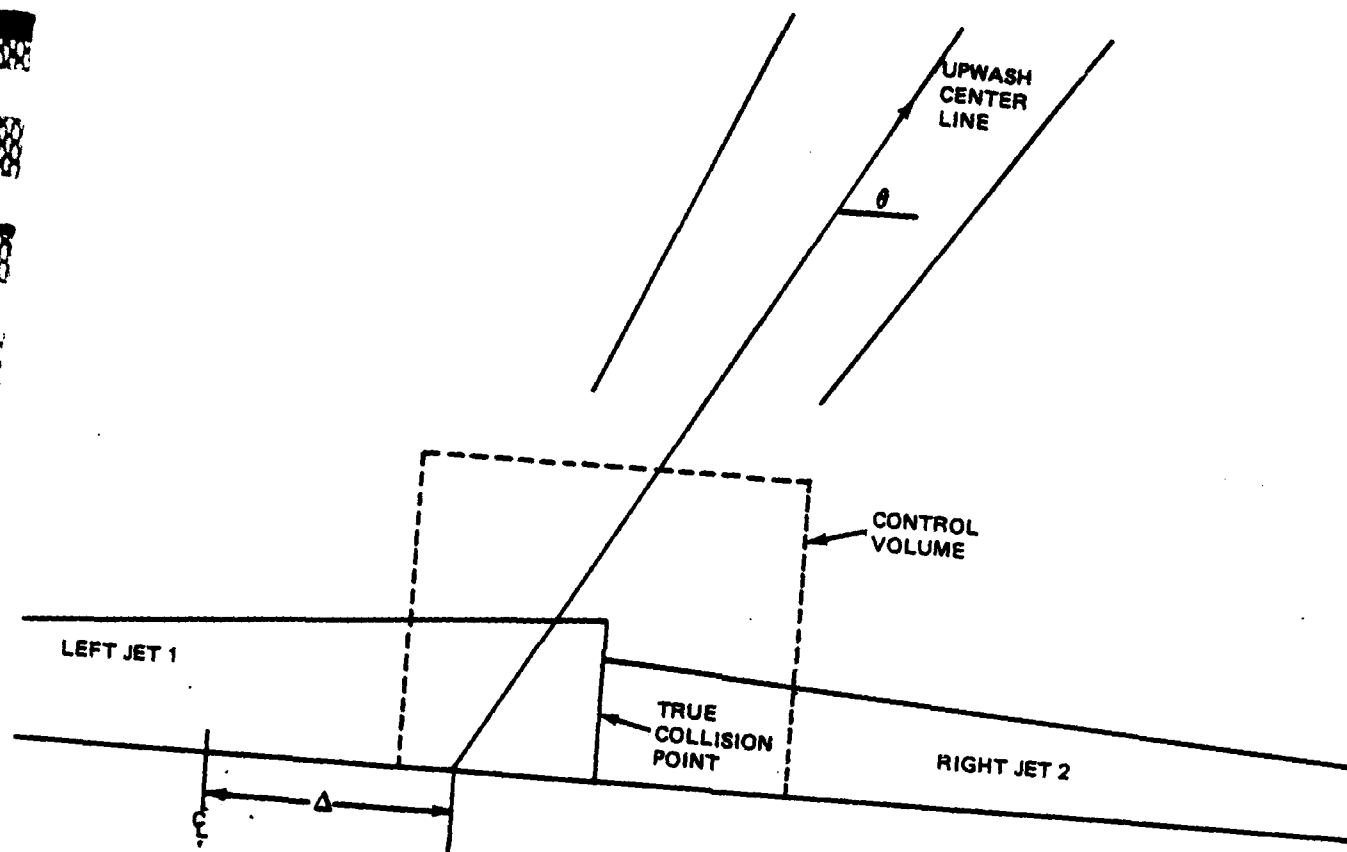 UPWASH
CENTER
LINE
θ
CONTROL
VOLUME
LEFT JET 1
TRUE
COLLISION
POINT
RIGHT JET 2
Δ
℄